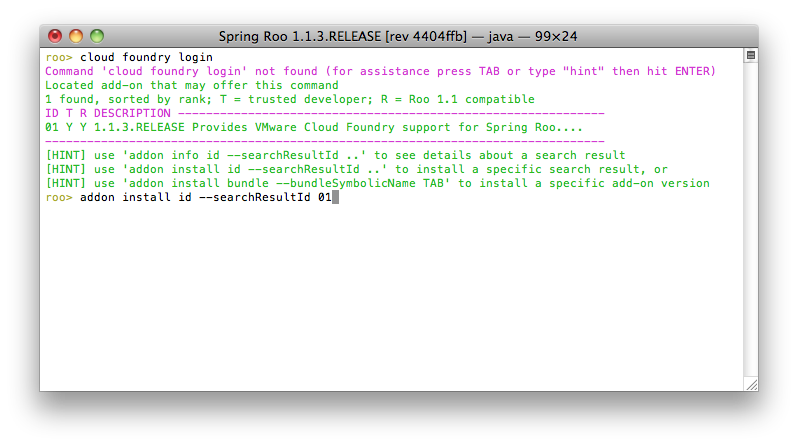 Spring Roo 1.1.3.RELEASE [rev 4404ffb] — java — 99×24
roo> cloud foundry login
Command 'cloud foundry login' not found (for assistance press TAB or type "hint" then hit ENTER)
Located add-on that may offer this command
1 found, sorted by rank; T = trusted developer; R = Roo 1.1 compatible
ID T R DESCRIPTION -------------------------------------------------------------
01 Y Y 1.1.3.RELEASE Provides VMware Cloud Foundry support for Spring Roo....
--------------------------------------------------------------------------------
[HINT] use 'addon info id --searchResultId ..' to see details about a search result
[HINT] use 'addon install id --searchResultId ..' to install a specific search result, or
[HINT] use 'addon install bundle --bundleSymbolicName TAB' to install a specific add-on version
roo> addon install id --searchResultId 01